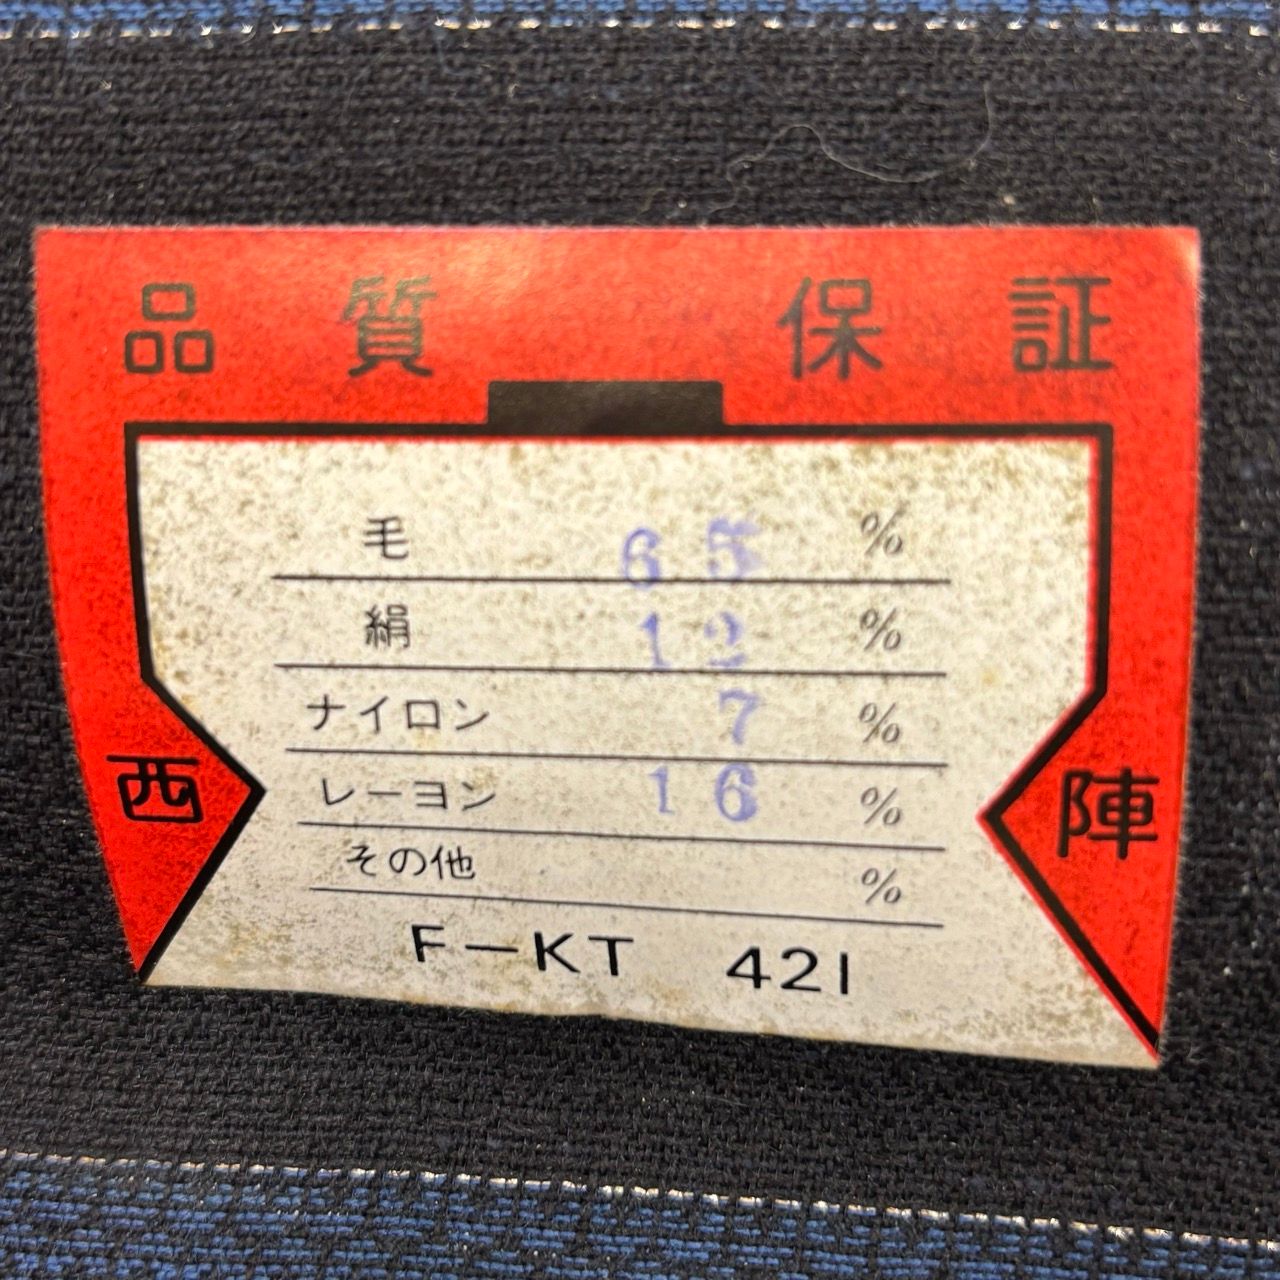 品質 保証
毛 65 %
絹 12 %
ナイロン 7 %
レーヨン 16 %
その他 %
西 陣
F-KT 421